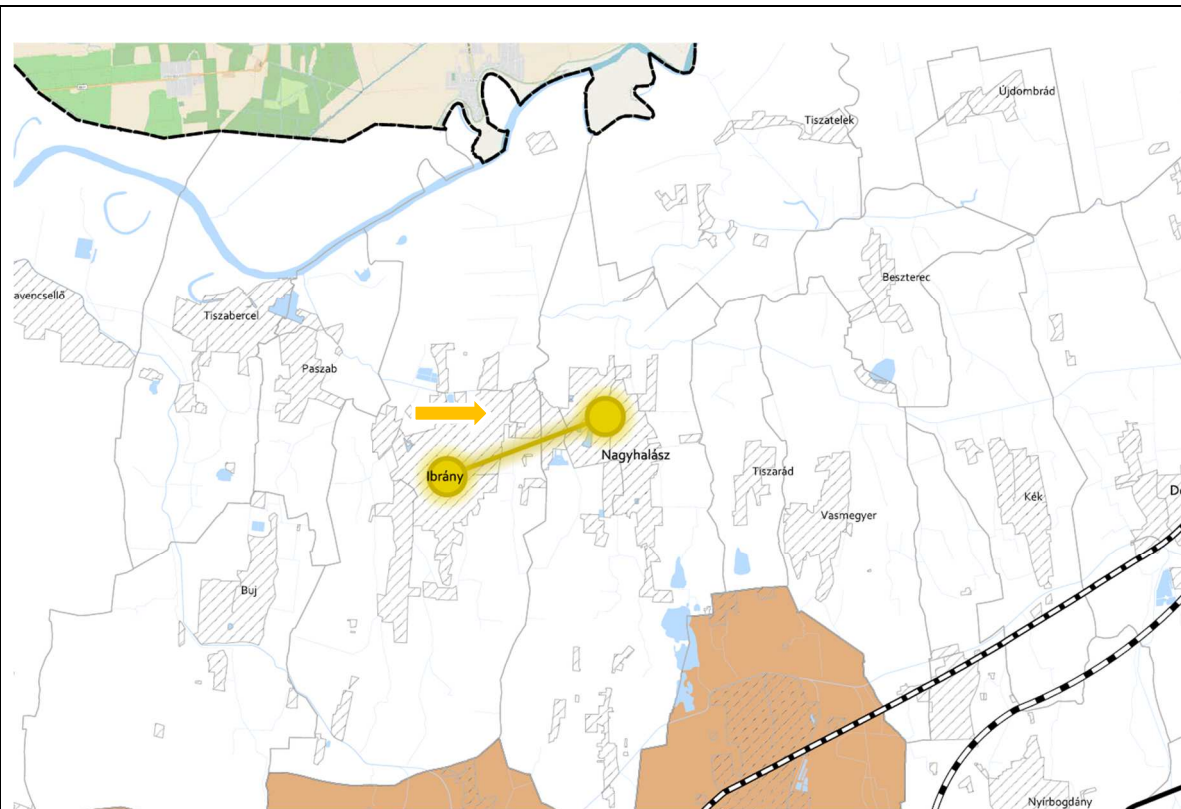 Újdombrád
Tiszatelek
Beszterec
avencsellő
Tiszabercel
Paszab
Nagyhalász
Ibrány
Tiszarád
Kék
Vasmegyer
Buj
Nyírbogdány